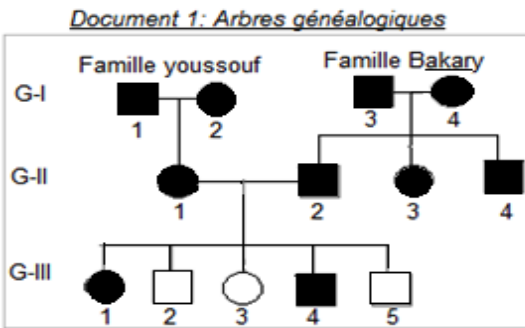 Document 1: Arbres généalogiques
Famille youssouf Famille Bakary
G-I
1 2 3 4
G-II
1 2 3 4
G-III
1 2 3 4 5